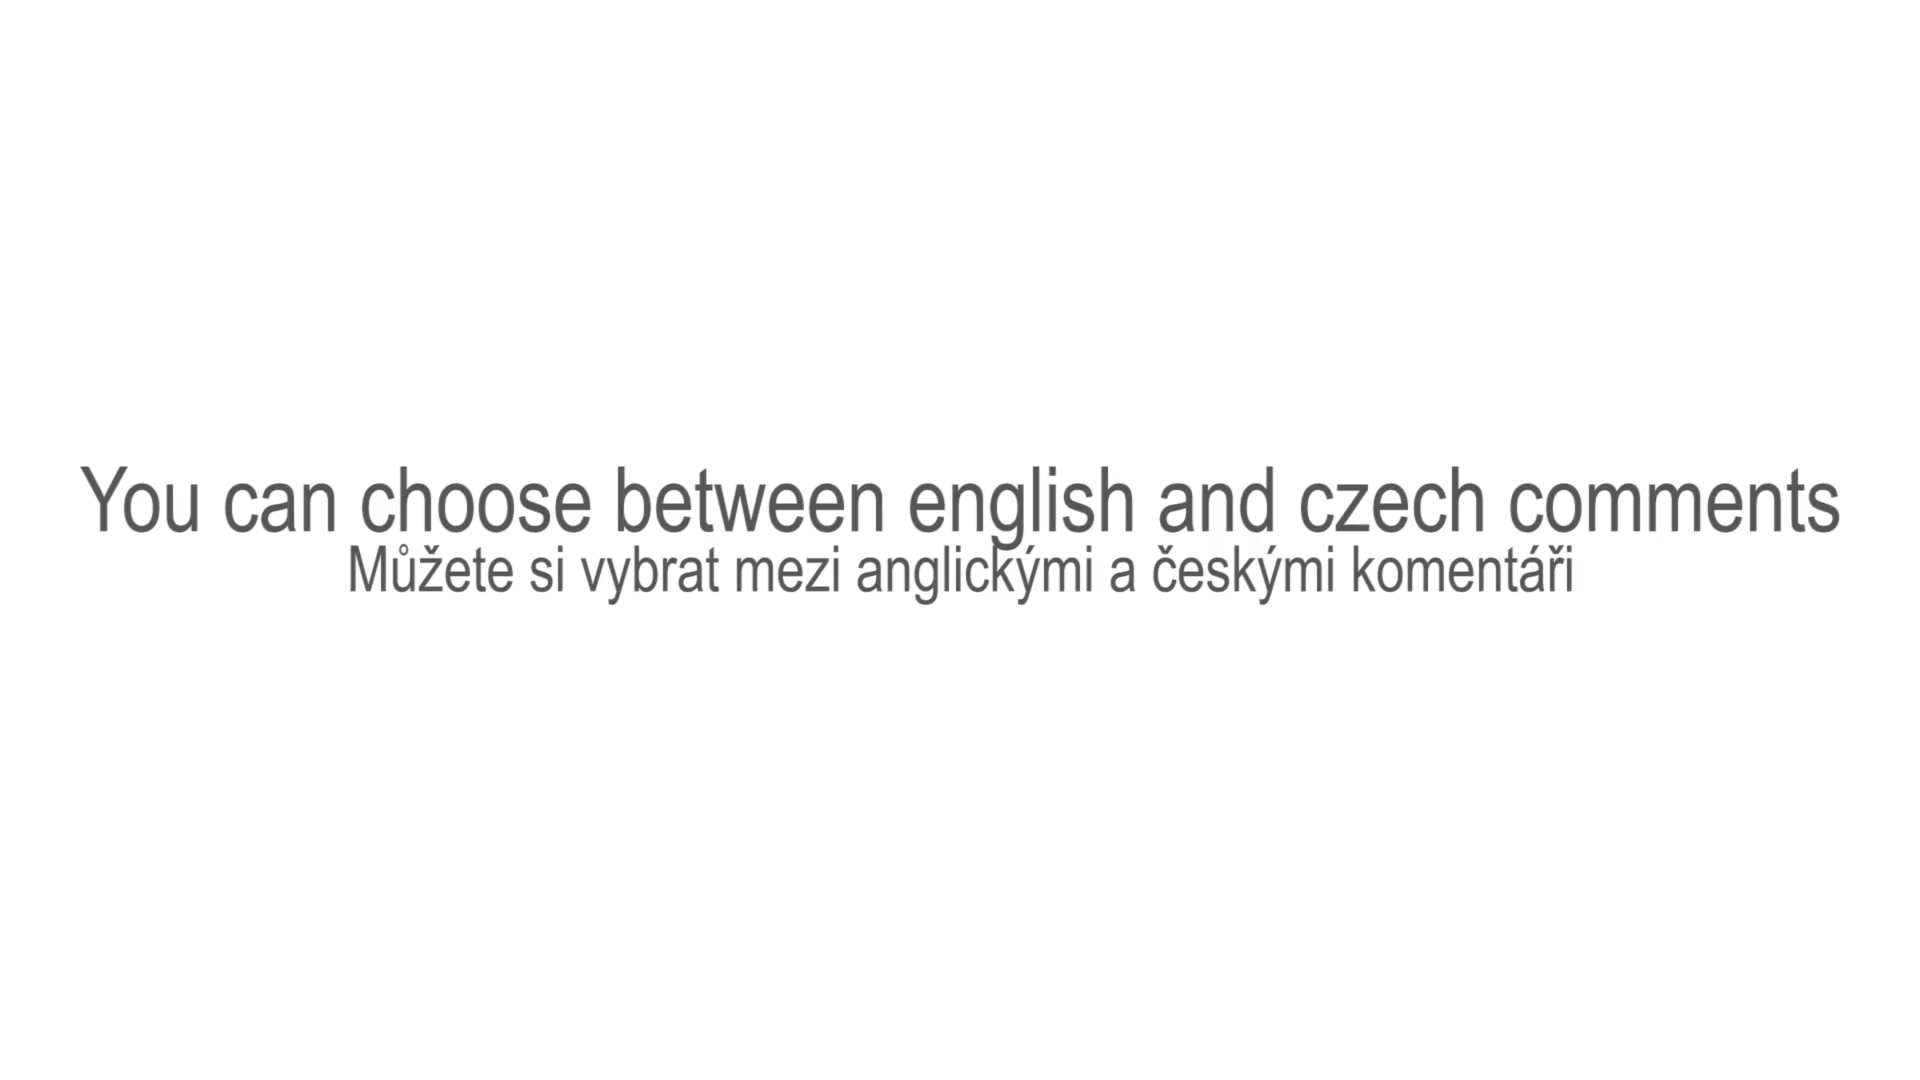 You can choose between english and czech comments
Můžete si vybrat mezi anglickými a českými komentáři